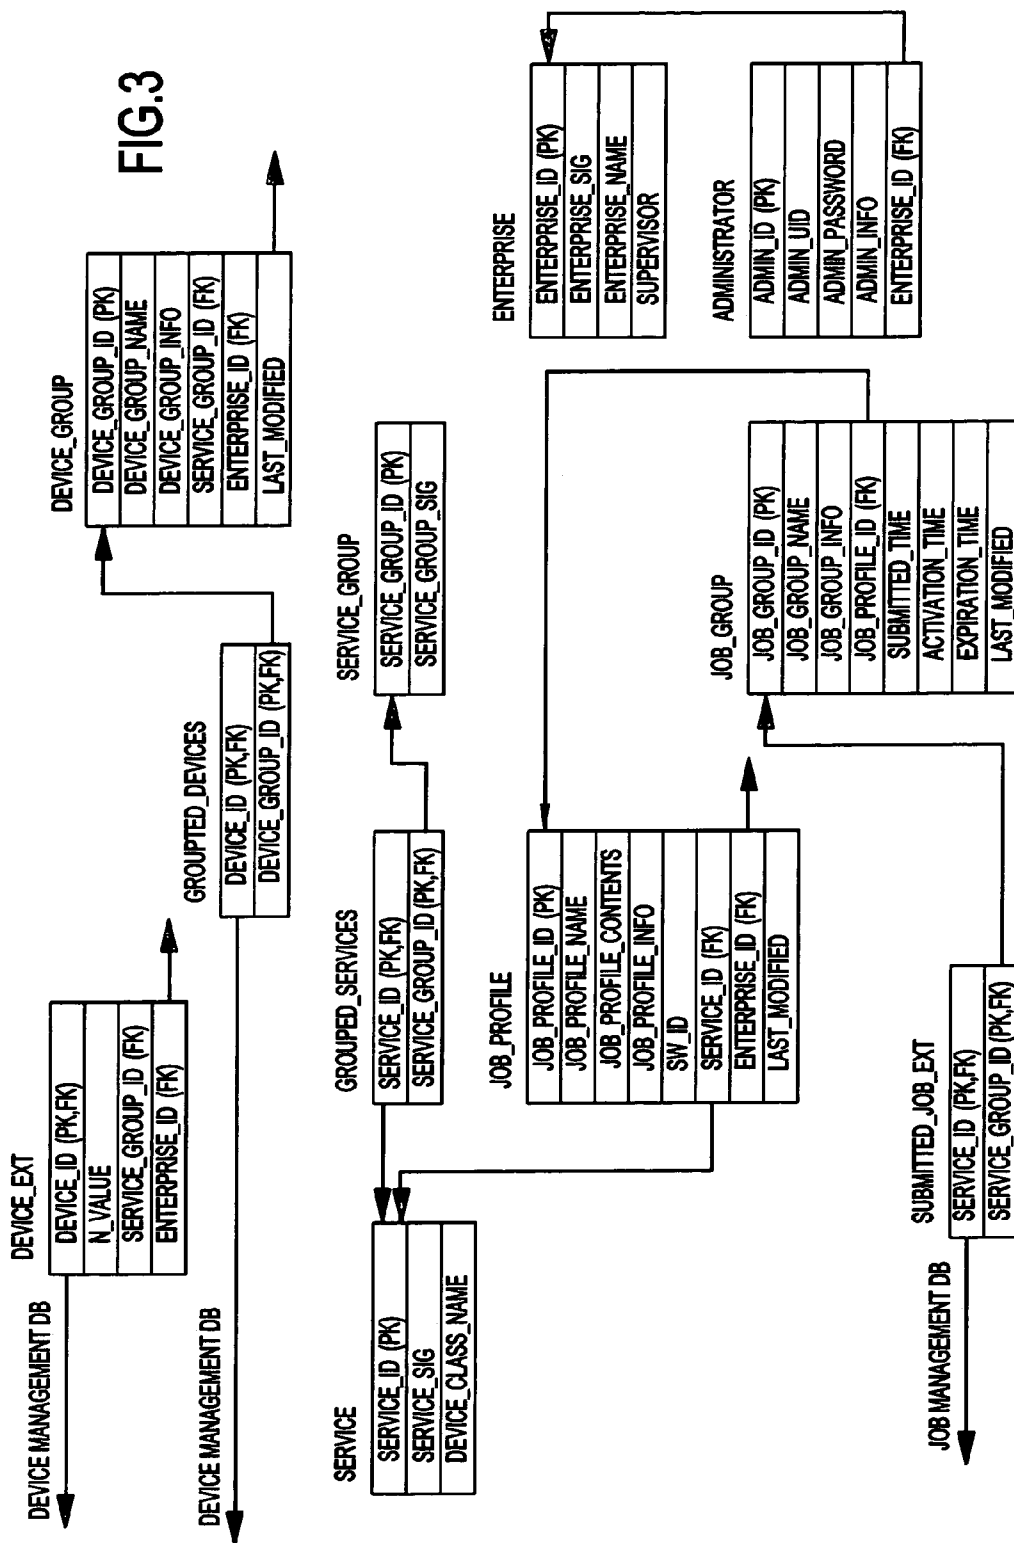 FIG.3
DEVICE_EXT
DEVICE_ID (PK,FK)
N_VALUE
SERVICE_GROUP_ID (FK)
ENTERPRISE_ID (FK)
DEVICE MANAGEMENT DB
GROUPTED_DEVICES
DEVICE_ID (PK,FK)
DEVICE_GROUP_ID (PK,FK)
DEVICE MANAGEMENT DB
DEVICE_GROUP
DEVICE_GROUP_ID (PK)
DEVICE_GROUP_NAME
DEVICE_GROUP_INFO
SERVICE_GROUP_ID (FK)
ENTERPRISE_ID (FK)
LAST_MODIFIED
SERVICE
SERVICE_ID (PK)
SERVICE_SIG
DEVICE_CLASS_NAME
GROUPED_SERVICES
SERVICE_ID (PK,FK)
SERVICE_GROUP_ID (PK,FK)
SERVICE_GROUP
SERVICE_GROUP_ID (PK)
SERVICE_GROUP_SIG
ENTERPRISE
ENTERPRISE_ID (PK)
ENTERPRISE_SIG
ENTERPRISE_NAME
SUPERVISOR
JOB_PROFILE
JOB_PROFILE_ID (PK)
JOB_PROFILE_NAME
JOB_PROFILE_CONTENTS
JOB_PROFILE_INFO
SW_ID
SERVICE_ID (FK)
ENTERPRISE_ID (FK)
LAST_MODIFIED
JOB_GROUP
JOB_GROUP_ID (PK)
JOB_GROUP_NAME
JOB_GROUP_INFO
JOB_PROFILE_ID (FK)
SUBMITTED_TIME
ACTIVATION_TIME
EXPIRATION_TIME
LAST_MODIFIED
ADMINISTRATOR
ADMIN_ID (PK)
ADMIN_UID
ADMIN_PASSWORD
ADMIN_INFO
ENTERPRISE_ID (FK)
SUBMITTED_JOB_EXT
SERVICE_ID (PK,FK)
SERVICE_GROUP_ID (PK,FK)
JOB MANAGEMENT DB